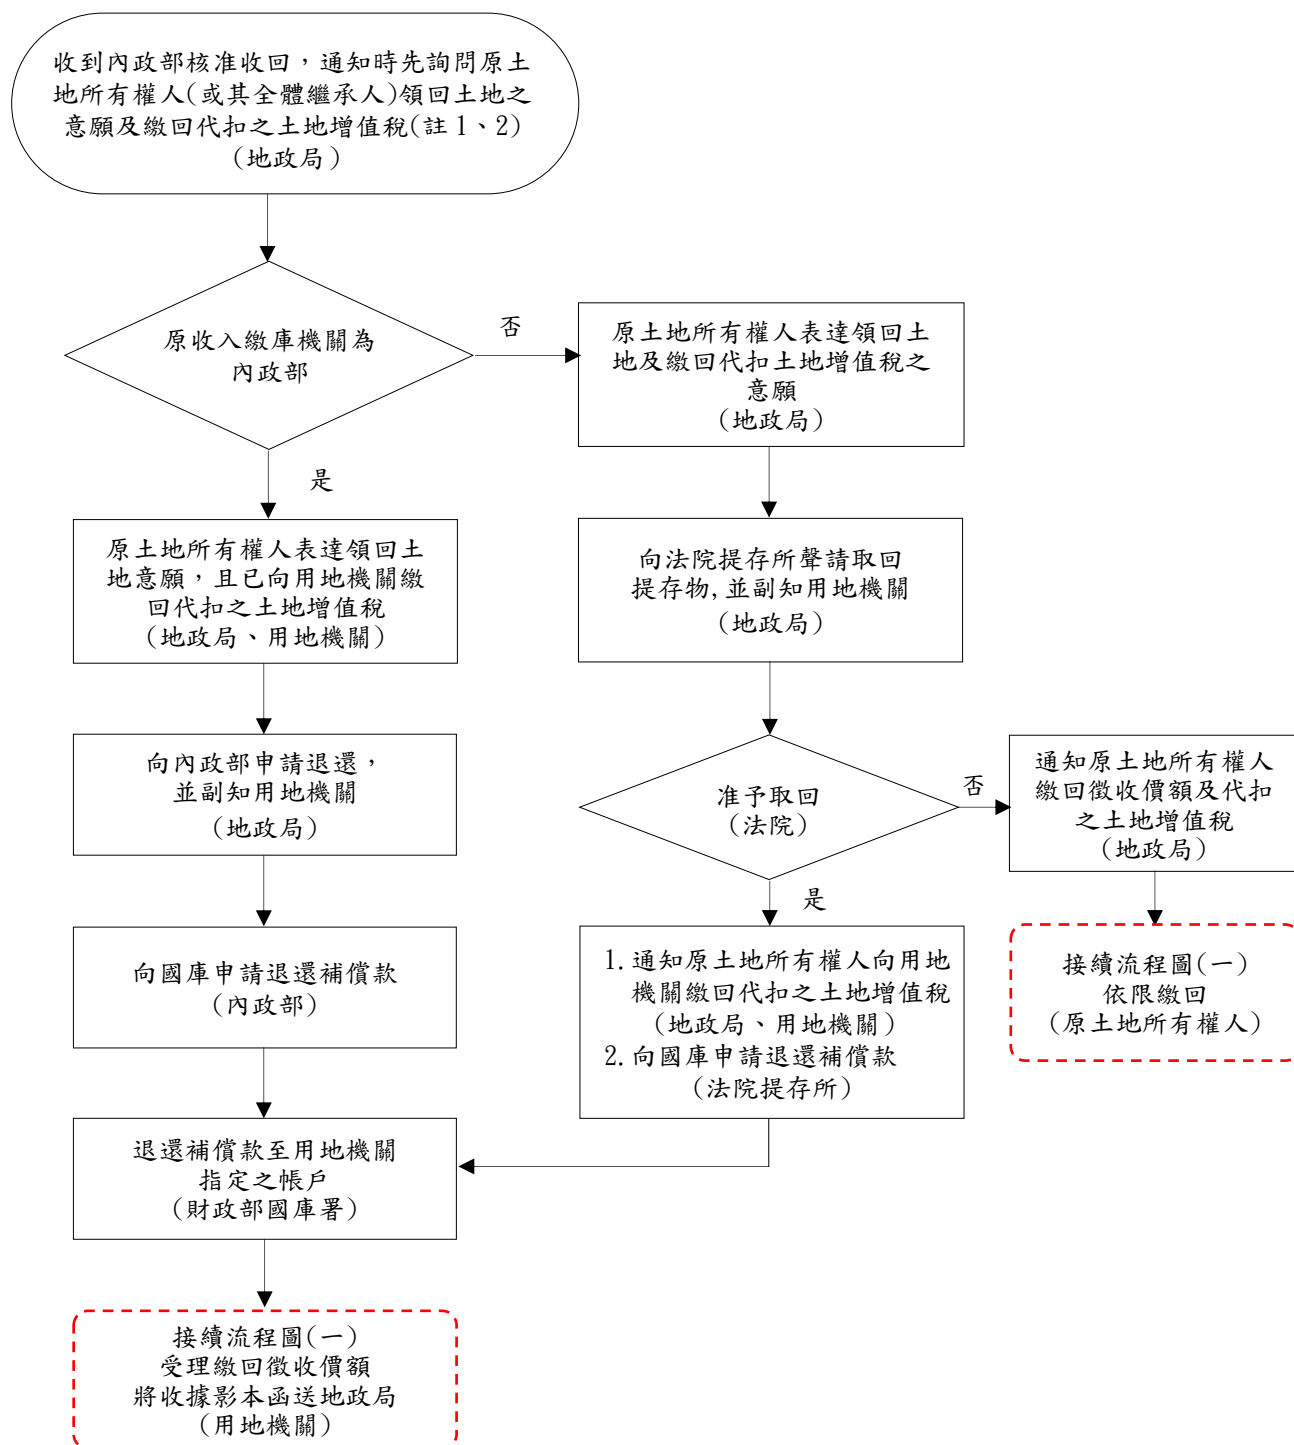 收到內政部核准收回，通知時先詢問原土
地所有權人(或其全體繼承人)領回土地之
意願及繳回代扣之土地增值稅(註1、2)
(地政局)
原收入繳庫機關為
內政部
否
原土地所有權人表達領回土
地及繳回代扣土地增值稅之
意願
(地政局)
是
原土地所有權人表達領回土
地意願，且已向用地機關繳
回代扣之土地增值稅
(地政局、用地機關)
向法院提存所聲請取回
提存物,並副知用地機關
(地政局)
向內政部申請退還，
並副知用地機關
(地政局)
准予取回
(法院)
否
通知原土地所有權人
繳回徵收價額及代扣
之土地增值稅
(地政局)
是
向國庫申請退還補償款
(內政部)
1.通知原土地所有權人向用地
機關繳回代扣之土地增值稅
(地政局、用地機關)
2.向國庫申請退還補償款
(法院提存所)
接續流程圖(一)
依限繳回
(原土地所有權人)
退還補償款至用地機關
指定之帳戶
(財政部國庫署)
接續流程圖(一)
受理繳回徵收價額
將收據影本函送地政局
(用地機關)